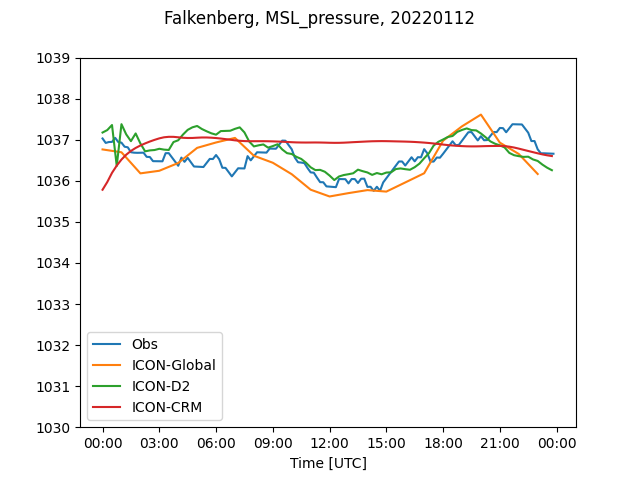 Falkenberg, MSL_pressure, 20220112
1039
1038
1037
1036
1035
1034
1033
1032
1031
1030
Obs
ICON-Global
ICON-D2
ICON-CRM
00:00 03:00 06:00 09:00 12:00 15:00 18:00 21:00 00:00
Time [UTC]